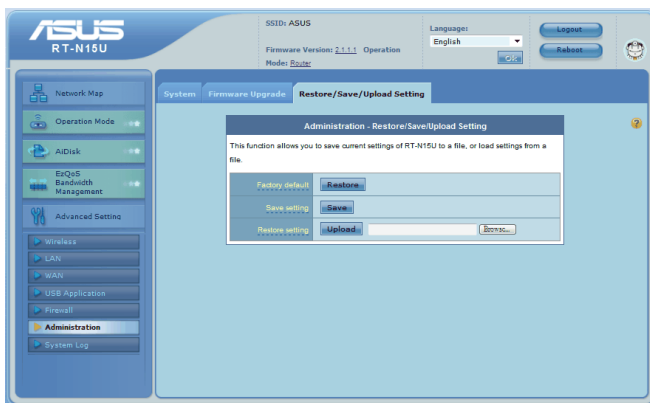 ASUS
RT-N15U
SSID: ASUS
Firmware Version: 2.1.1.1 Operation
Mode: Router
Language:
English
Logout
Reboot
Network Map
Operation Mode
AiDisk
EzQoS
Bandwidth
Management
Advanced Setting
Wireless
LAN
WAN
USB Application
Firewall
Administration
System Log
System
Firmware Upgrade
Restore/Save/Upload Setting
Administration - Restore/Save/Upload Setting
This function allows you to save current settings of RT-N15U to a file, or load settings from a
file.
Factory default
Restore
Save setting
Save
Restore setting
Upload
Browse...
?